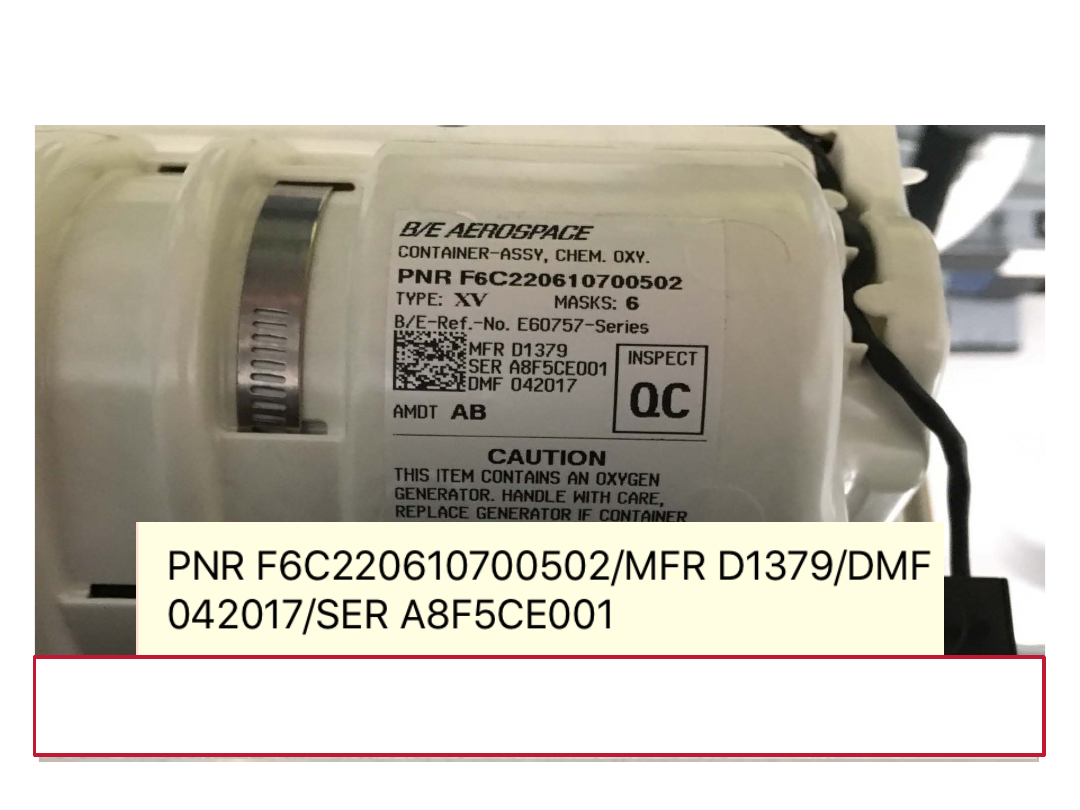 B/E AEROSPACE
CONTAINER-ASSY, CHEM. OXY.
PNR F6C220610700502
TYPE: XV MASKS: 6
B/E-Ref.-No. E60757-Series
MFR D1379
SER A8F5CE001
DMF 042017
INSPECT
QC
AMDT AB
CAUTION
THIS ITEM CONTAINS AN OXYGEN
GENERATOR. HANDLE WITH CARE,
REPLACE GENERATOR IF CONTAINER
PNR F6C220610700502/MFR D1379/DMF
042017/SER A8F5CE001